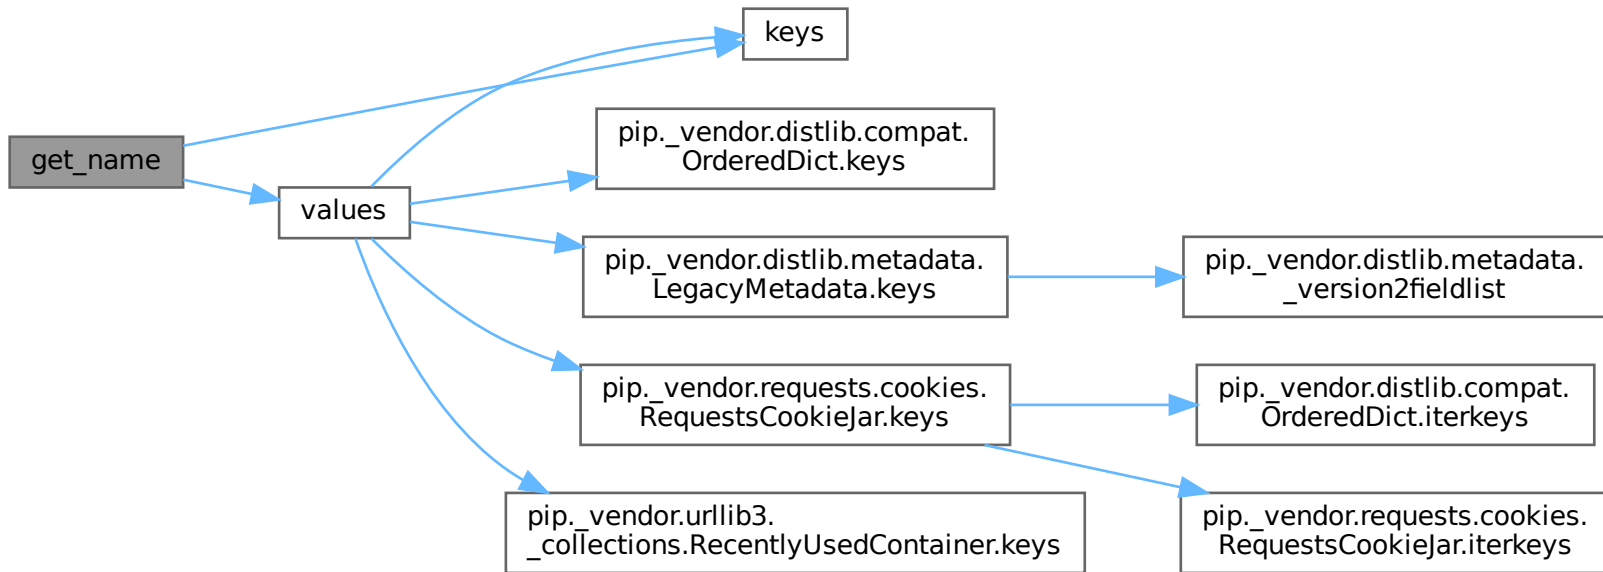 keys
get_name
pip._vendor.distlib.compat.
OrderedDict.keys
values
pip._vendor.distlib.metadata.
LegacyMetadata.keys
pip._vendor.distlib.metadata.
_version2fieldlist
pip._vendor.requests.cookies.
RequestsCookieJar.keys
pip._vendor.distlib.compat.
OrderedDict.iterkeys
pip._vendor.urllib3.
_collections.RecentlyUsedContainer.keys
pip._vendor.requests.cookies.
RequestsCookieJar.iterkeys